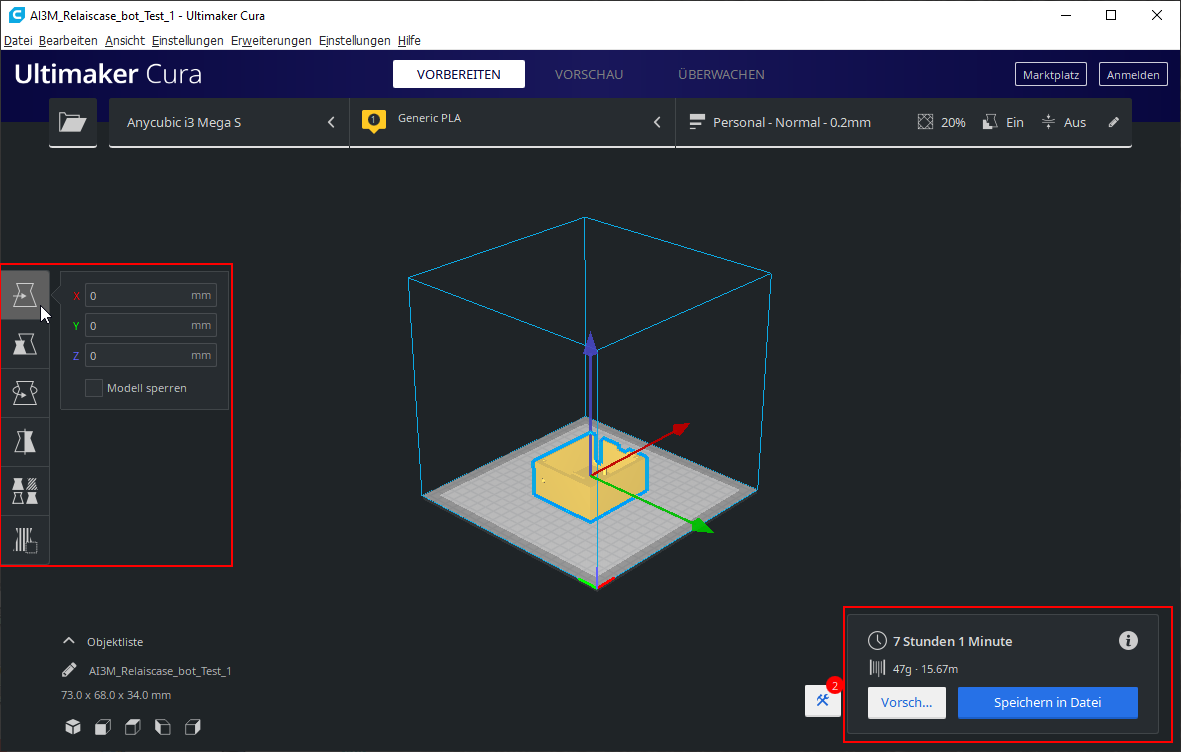 AI3M_Relaiscase_bot_Test_1 - Ultimaker Cura
Datei Bearbeiten Ansicht Einstellungen Erweiterungen Einstellungen Hilfe
Ultimaker Cura
VORBEREITEN VORSCHAU ÜBERWACHEN
Marktplatz Anmelden
Anycubic i3 Mega S
1 Generic PLA
Personal - Normal - 0.2mm 20% Ein Aus
X 0 mm
Y 0 mm
Z 0 mm
Modell sperren
Objektliste
AI3M_Relaiscase_bot_Test_1
73.0 x 68.0 x 34.0 mm
7 Stunden 1 Minute
47g · 15.67m
2
Vorsch... Speichern in Datei